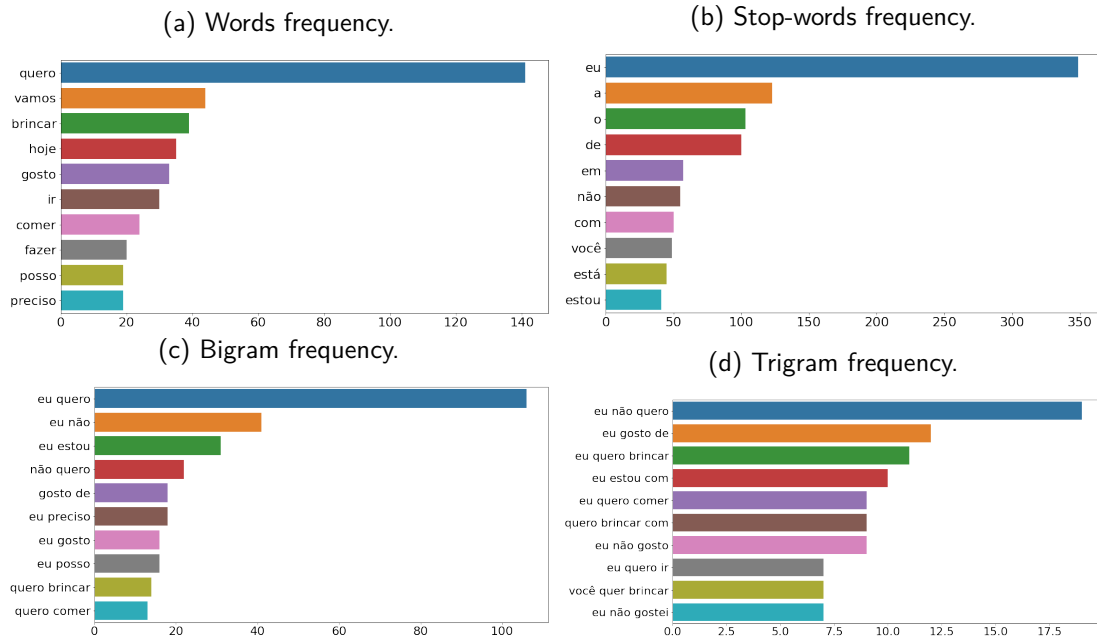 (a) Words frequency.
quero
vamos
brincar
hoje
gosto
ir
comer
fazer
posso
preciso
0 20 40 60 80 100 120 140
(b) Stop-words frequency.
eu
a
o
de
em
não
com
você
está
estou
0 50 100 150 200 250 300 350
(c) Bigram frequency.
eu quero
eu não
eu estou
não quero
gosto de
eu preciso
eu gosto
eu posso
quero brincar
quero comer
0 20 40 60 80 100
(d) Trigram frequency.
eu não quero
eu gosto de
eu quero brincar
eu estou com
eu quero comer
quero brincar com
eu não gosto
eu quero ir
você quer brincar
eu não gostei
0.0 2.5 5.0 7.5 10.0 12.5 15.0 17.5